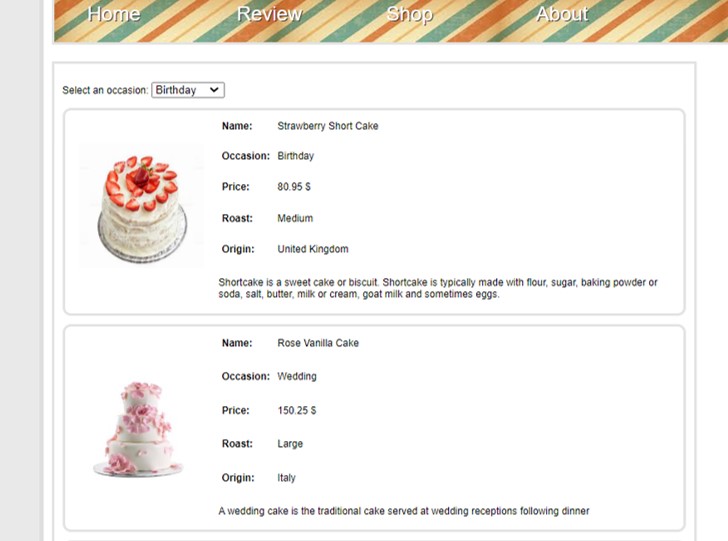 Home Review Shop About
Select an occasion: Birthday
Name: Strawberry Short Cake
Occasion: Birthday
Price: 80.95 $
Roast: Medium
Origin: United Kingdom
Shortcake is a sweet cake or biscuit. Shortcake is typically made with flour, sugar, baking powder or
soda, salt, butter, milk or cream, goat milk and sometimes eggs.
Name: Rose Vanilla Cake
Occasion: Wedding
Price: 150.25 $
Roast: Large
Origin: Italy
A wedding cake is the traditional cake served at wedding receptions following dinner